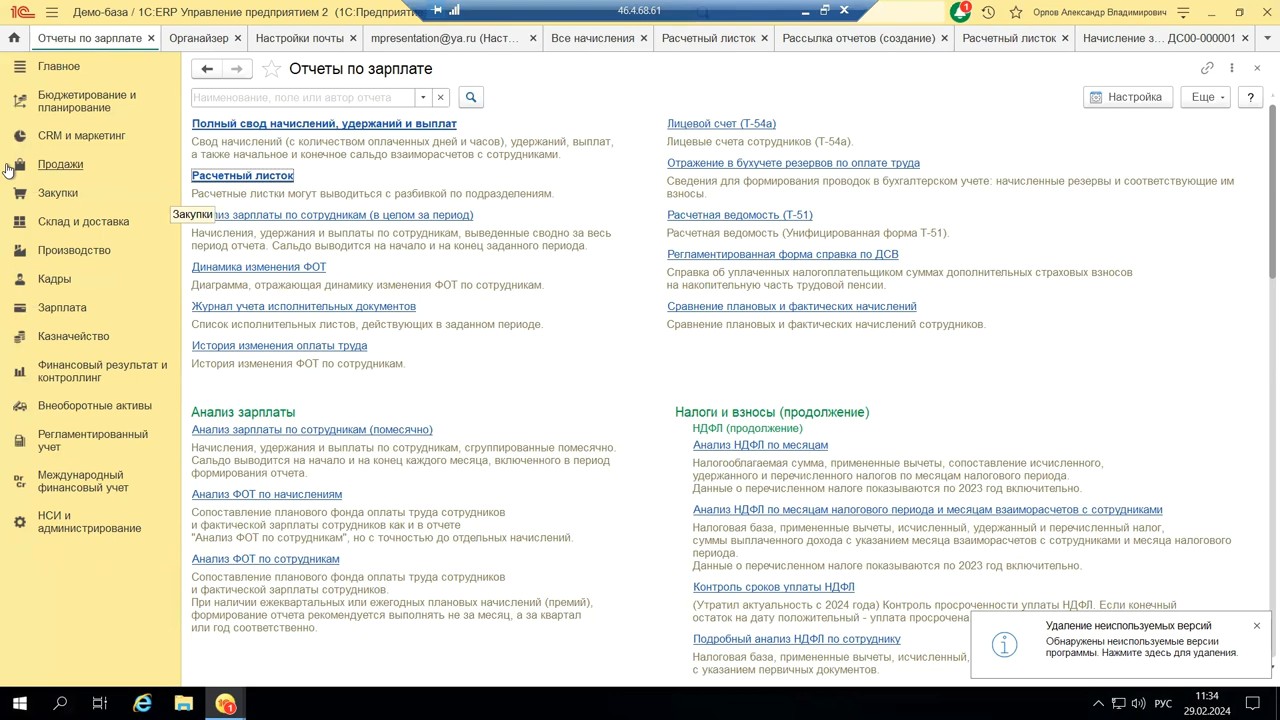 Демо-база / 1С:ERP Управление предприятием 2 (1С:Предприяти
46.4.68.61
1
Орлов Александр Владимирович
Отчеты по зарплате
Органайзер
Настройки почты
mpresentation@ya.ru (Наст...
Все начисления
Расчетный листок
Рассылка отчетов (создание)
Расчетный листок
Начисление з... ДС00-000001
Главное
Бюджетирование и
планирование
CRM и маркетинг
Продажи
Закупки
Склад и доставка
Закупки
Производство
Кадры
Зарплата
Казначейство
Финансовый результат и
контроллинг
Внеоборотные активы
Регламентированный
учет
Международный
финансовый учет
НСИ и
администрирование
Отчеты по зарплате
Наименование, поле или автор отчета
Настройка
Еще
?
Полный свод начислений, удержаний и выплат
Свод начислений (с количеством оплаченных дней и часов), удержаний, выплат,
а также начальное и конечное сальдо взаиморасчетов с сотрудниками.
Расчетный листок
Расчетные листки могут выводиться с разбивкой по подразделениям.
лиз зарплаты по сотрудникам (в целом за период)
Начисления, удержания и выплаты по сотрудникам, выведенные сводно за весь
период отчета. Сальдо выводится на начало и на конец заданного периода.
Динамика изменения ФОТ
Диаграмма, отражающая динамику изменения ФОТ по сотрудникам.
Журнал учета исполнительных документов
Список исполнительных листов, действующих в заданном периоде.
История изменения оплаты труда
История изменения ФОТ по сотрудникам.
Лицевой счет (Т-54а)
Лицевые счета сотрудников (Т-54а).
Отражение в бухучете резервов по оплате труда
Сведения для формирования проводок в бухгалтерском учете: начисленные резервы и соответствующие им
взносы.
Расчетная ведомость (Т-51)
Расчетная ведомость (Унифицированная форма Т-51).
Регламентированная форма справка по ДСВ
Справка об уплаченных налогоплательщиком суммах дополнительных страховых взносов
на накопительную часть трудовой пенсии.
Сравнение плановых и фактических начислений
Сравнение плановых и фактических начислений сотрудников.
Анализ зарплаты
Анализ зарплаты по сотрудникам (помесячно)
Начисления, удержания и выплаты по сотрудникам, сгруппированные помесячно.
Сальдо выводится на начало и на конец каждого месяца, включенного в период
формирования отчета.
Анализ ФОТ по начислениям
Сопоставление планового фонда оплаты труда сотрудников
и фактической зарплаты сотрудников как и в отчете
"Анализ ФОТ по сотрудникам", но с точностью до отдельных начислений.
Анализ ФОТ по сотрудникам
Сопоставление планового фонда оплаты труда сотрудников
и фактической зарплаты сотрудников.
При наличии ежеквартальных или ежегодных плановых начислений (премий),
формирование отчета рекомендуется выполнять не за месяц, а за квартал
или год соответственно.
Налоги и взносы (продолжение)
НДФЛ (продолжение)
Анализ НДФЛ по месяцам
Налогооблагаемая сумма, примененные вычеты, сопоставление исчисленного,
удержанного и перечисленного налогов по месяцам налогового периода.
Данные о перечисленном налоге показываются по 2023 год включительно.
Анализ НДФЛ по месяцам налогового периода и месяцам взаиморасчетов с сотрудниками
Налоговая база, примененные вычеты, исчисленный, удержанный и перечисленный налог,
суммы выплаченного дохода с указанием месяца взаиморасчетов с сотрудниками и месяца налогового
периода.
Данные о перечисленном налоге показываются по 2023 год включительно.
Контроль сроков уплаты НДФЛ
(Утратил актуальность с 2024 года) Контроль просроченности уплаты НДФЛ. Если конечный
остаток на дату положительный - уплата просрочена
Подробный анализ НДФЛ по сотруднику
Налоговая база, примененные вычеты, исчисленный,
с указанием первичных документов.
Удаление неиспользуемых версий
Обнаружены неиспользуемые версии
программы. Нажмите здесь для удаления.
1
РУС
11:34
29.02.2024